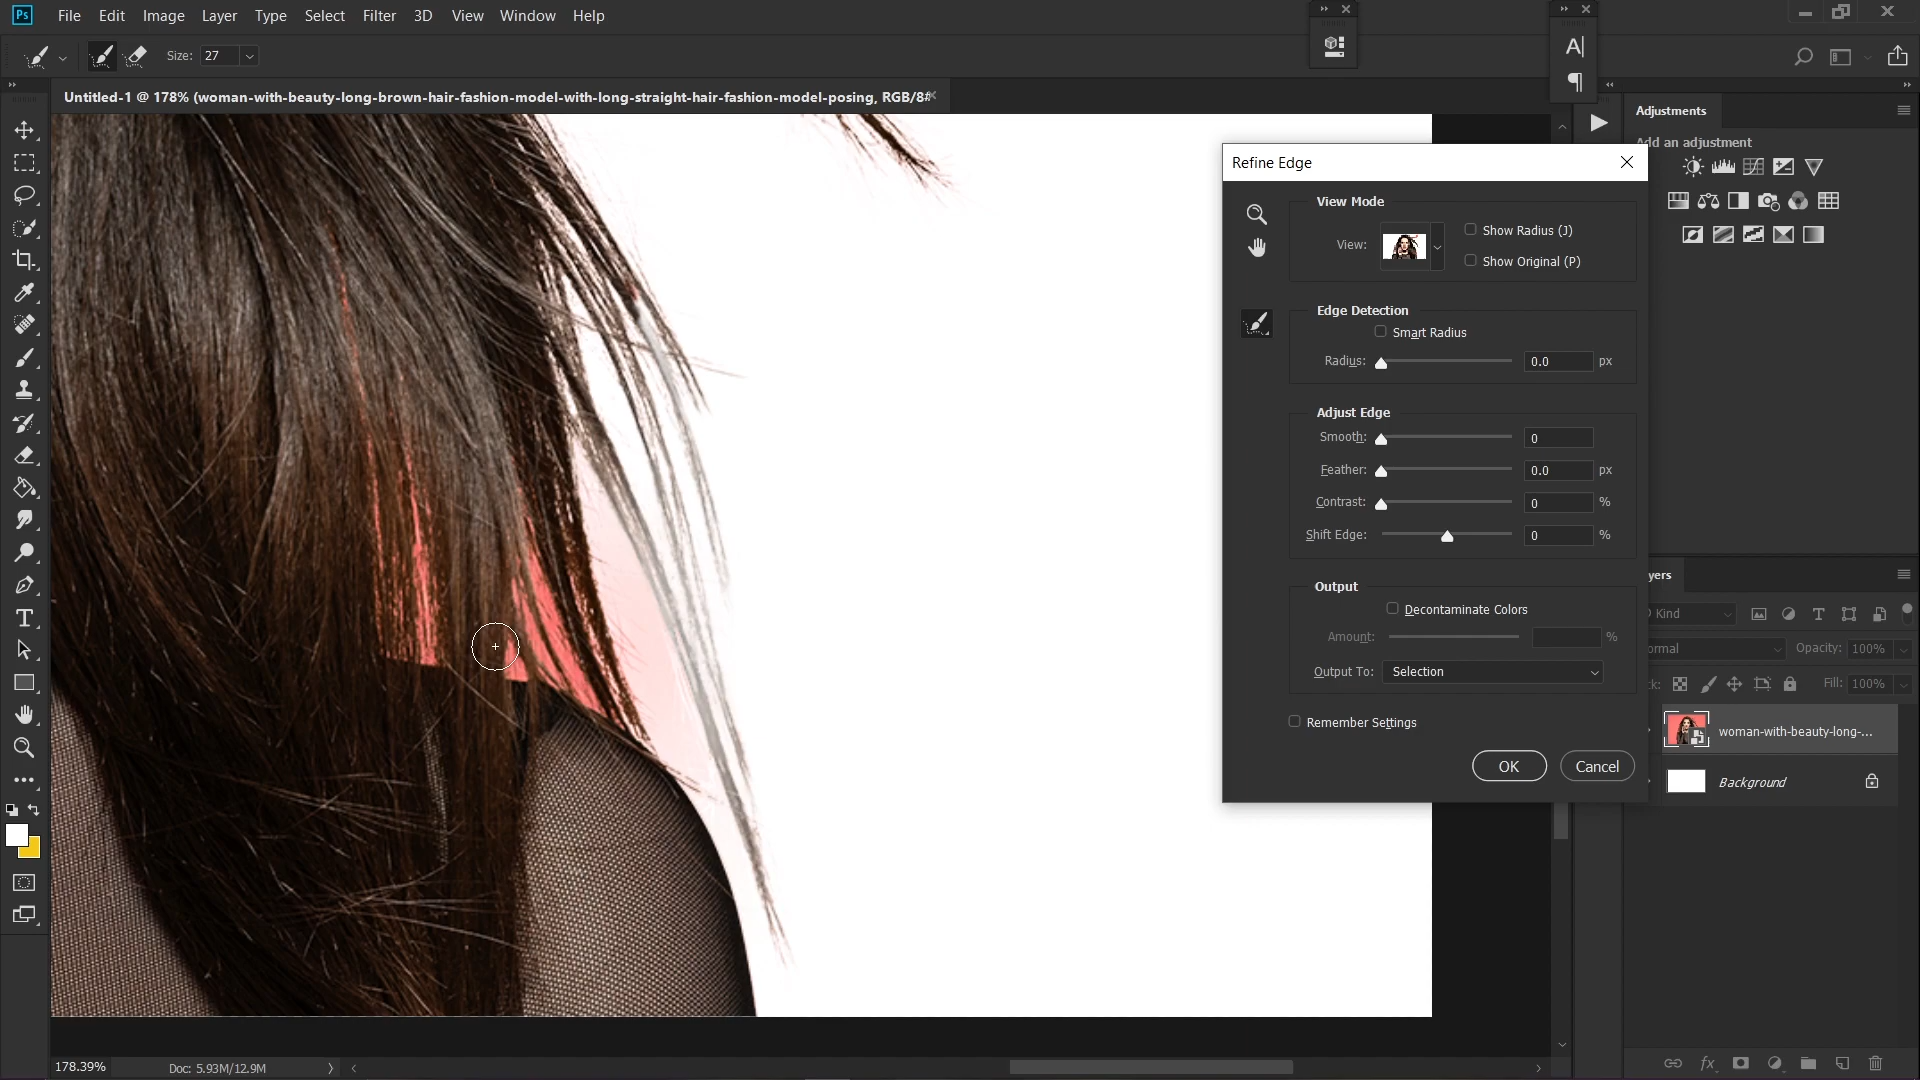 Ps File Edit Image Layer Type Select Filter 3D View Window Help
Size: 27
Untitled-1 @ 178% (woman-with-beauty-long-brown-hair-fashion-model-with-long-straight-hair-fashion-model-posing, RGB/8#
Adjustments
Add an adjustment
Refine Edge
View Mode
View:
Show Radius (J)
Show Original (P)
Edge Detection
Smart Radius
Radius: 0.0 px
Adjust Edge
Smooth: 0
Feather: 0.0 px
Contrast: 0 %
Shift Edge: 0 %
Output
Decontaminate Colors
Amount: %
Output To: Selection
Remember Settings
OK Cancel
yers
Kind
ormal Opacity: 100%
k: Fill: 100%
woman-with-beauty-long-...
Background
178.39% Doc: 5.93M/12.9M